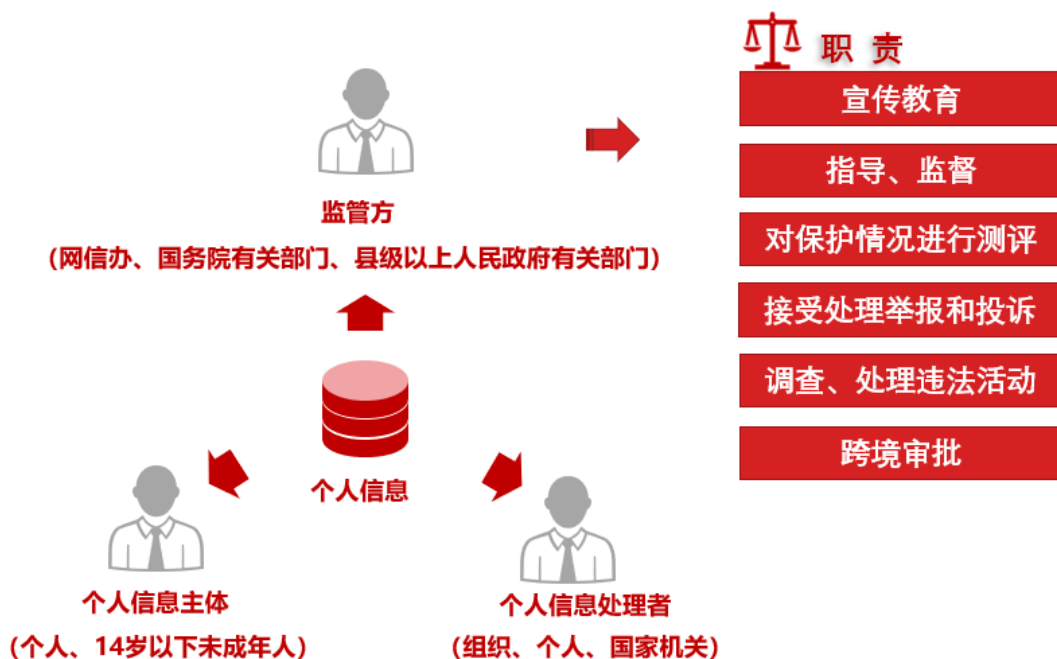 职 责
宣传教育
指导、监督
对保护情况进行测评
接受处理举报和投诉
调查、处理违法活动
跨境审批
监管方
(网信办、国务院有关部门、县级以上人民政府有关部门)
个人信息
个人信息主体
(个人、14岁以下未成年人)
个人信息处理者
(组织、个人、国家机关)